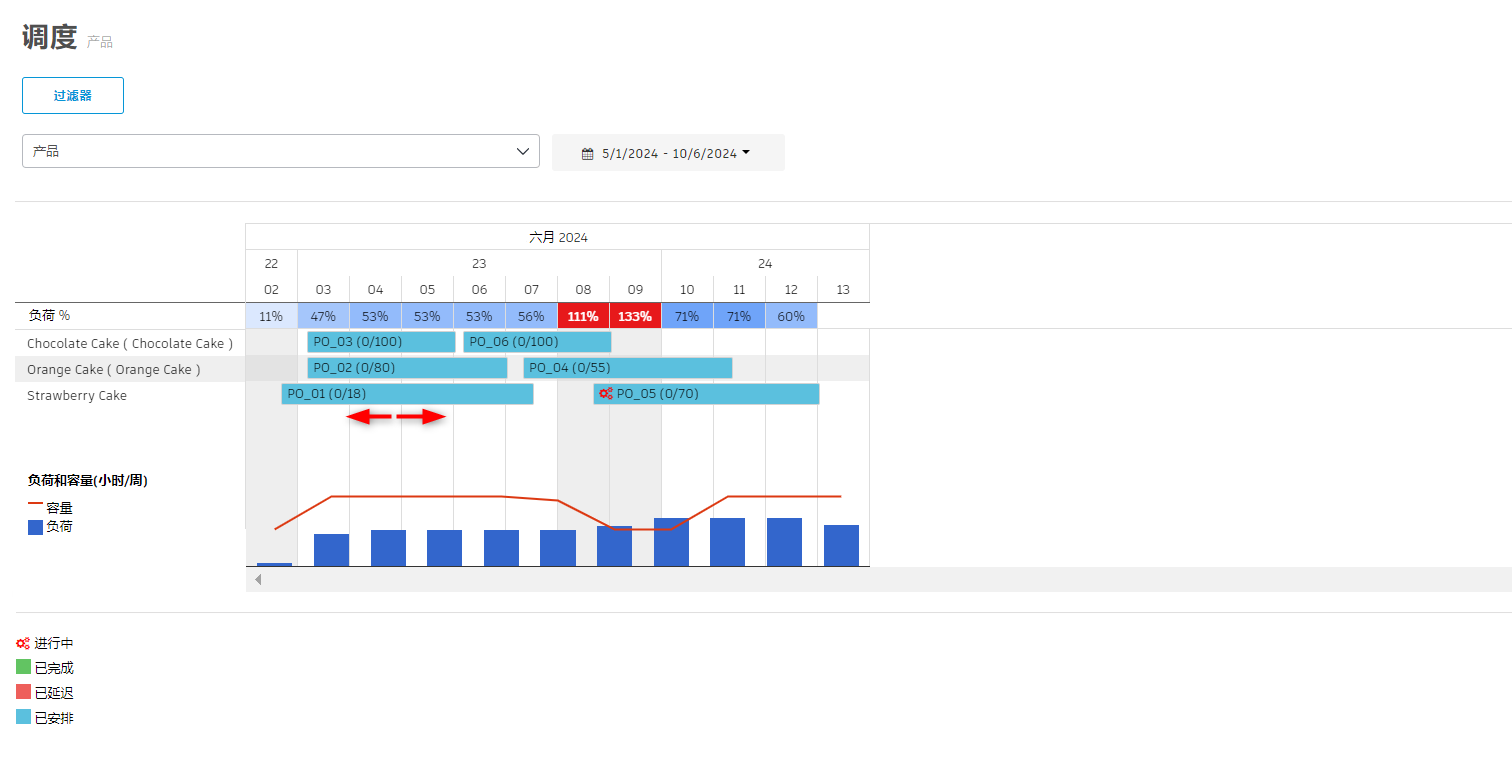 调度 产品
过滤器
产品
5/1/2024 - 10/6/2024
六月 2024
22 23 24
02 03 04 05 06 07 08 09 10 11 12 13
负荷 % 11% 47% 53% 53% 53% 56% 111% 133% 71% 71% 60%
Chocolate Cake ( Chocolate Cake ) PO_03 (0/100) PO_06 (0/100)
Orange Cake ( Orange Cake ) PO_02 (0/80) PO_04 (0/55)
Strawberry Cake PO_01 (0/18) PO_05 (0/70)
负荷和容量(小时/周)
容量
负荷
进行中
已完成
已延迟
已安排